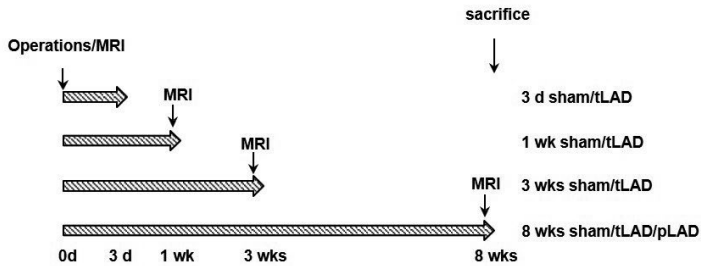 sacrifice
Operations/MRI
3 d sham/tLAD
MRI
1 wk sham/tLAD
MRI
3 wks sham/tLAD
MRI
8 wks sham/tLAD/pLAD
0d 3 d 1 wk 3 wks 8 wks